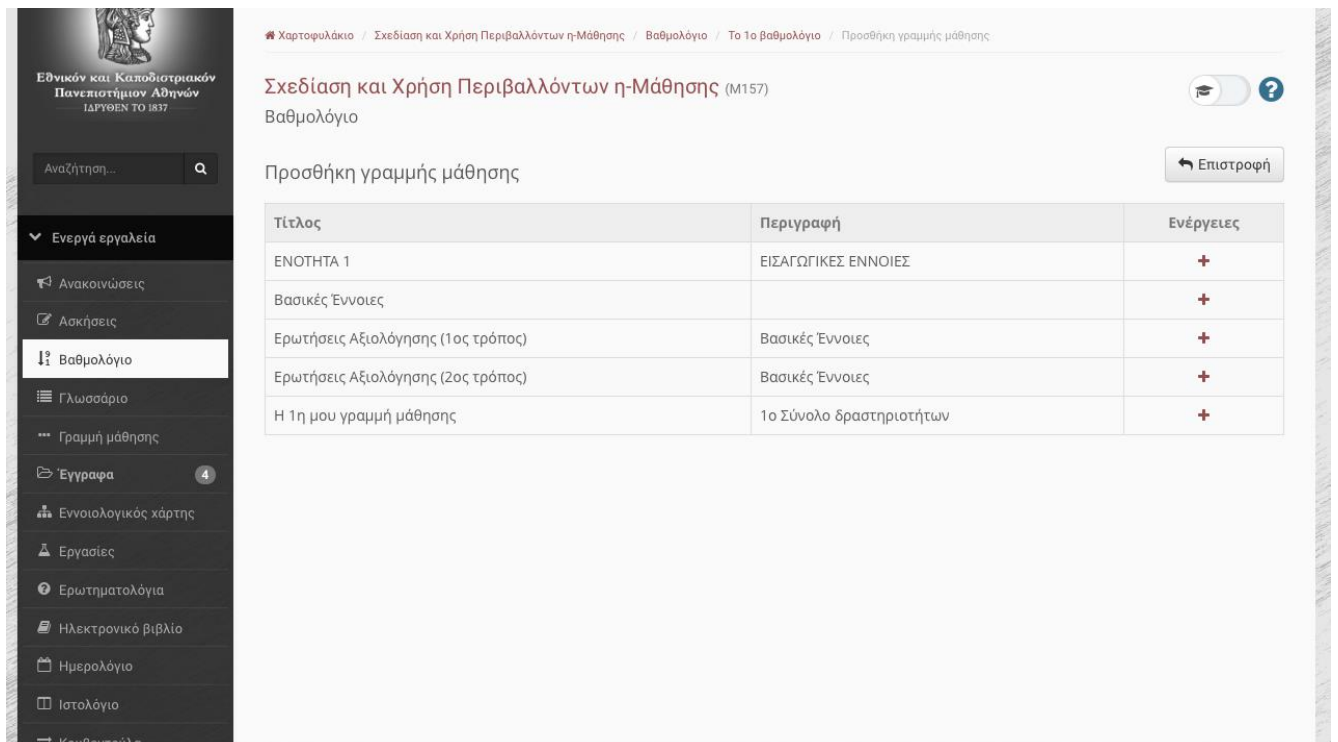 Εθνικόν και Καποδιστριακόν
Πανεπιστήμιον Αθηνών
ΙΔΡΥΘΕΝ ΤΟ 1837
Αναζήτηση...
Ενεργά εργαλεία
Ανακοινώσεις
Ασκήσεις
Βαθμολόγιο
Γλωσσάριο
Γραμμή μάθησης
Έγγραφα 4
Εννοιολογικός χάρτης
Εργασίες
Ερωτηματολόγια
Ηλεκτρονικό βιβλίο
Ημερολόγιο
Ιστολόγιο
Χαρτοφυλάκιο / Σχεδίαση και Χρήση Περιβαλλόντων η-Μάθησης / Βαθμολόγιο / Το 1ο βαθμολόγιο / Προσθήκη γραμμής μάθησης
Σχεδίαση και Χρήση Περιβαλλόντων η-Μάθησης (M157)
Βαθμολόγιο
Προσθήκη γραμμής μάθησης
Επιστροφή
Τίτλος Περιγραφή Ενέργειες
ΕΝΟΤΗΤΑ 1 ΕΙΣΑΓΩΓΙΚΕΣ ΕΝΝΟΙΕΣ
Βασικές Έννοιες
Ερωτήσεις Αξιολόγησης (1ος τρόπος) Βασικές Έννοιες
Ερωτήσεις Αξιολόγησης (2ος τρόπος) Βασικές Έννοιες
Η 1η μου γραμμή μάθησης 1ο Σύνολο δραστηριοτήτων